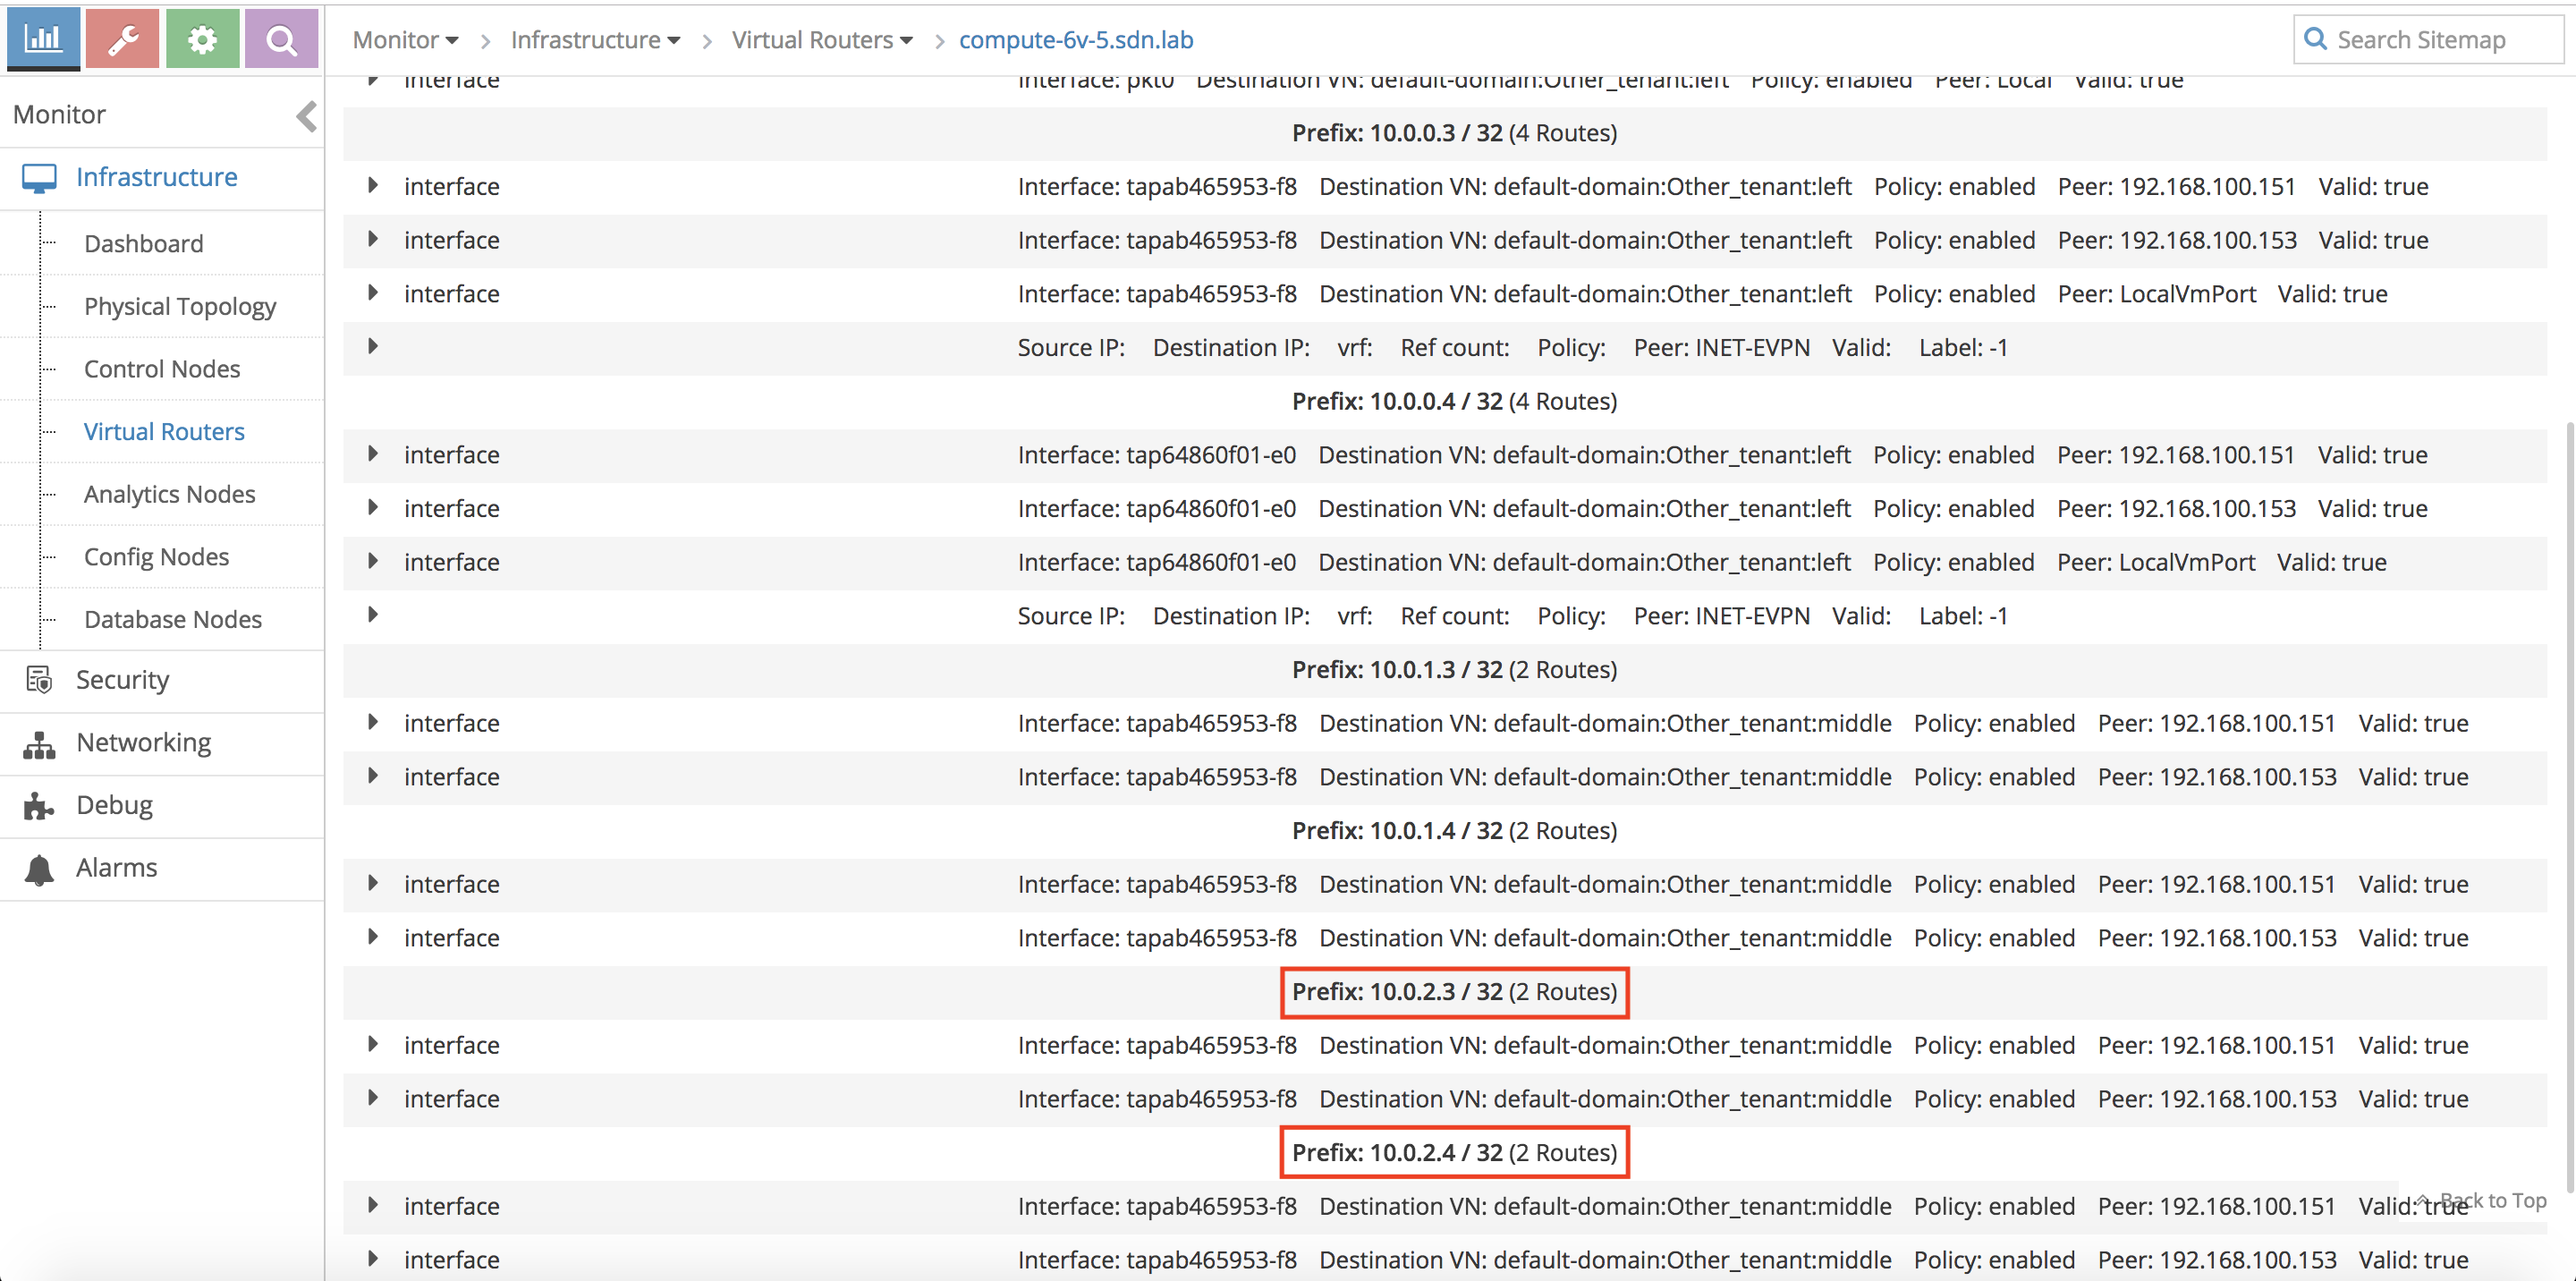 Monitor > Infrastructure > Virtual Routers > compute-6v-5.sdn.lab Search Sitemap
Monitor
Infrastructure
Dashboard
Physical Topology
Control Nodes
Virtual Routers
Analytics Nodes
Config Nodes
Database Nodes
Security
Networking
Debug
Alarms
interface Interface: pkt0 Destination VN: default-domain:Other_tenant:left Policy: enabled Peer: Local Valid: true
Prefix: 10.0.0.3 / 32 (4 Routes)
interface Interface: tapab465953-f8 Destination VN: default-domain:Other_tenant:left Policy: enabled Peer: 192.168.100.151 Valid: true
interface Interface: tapab465953-f8 Destination VN: default-domain:Other_tenant:left Policy: enabled Peer: 192.168.100.153 Valid: true
interface Interface: tapab465953-f8 Destination VN: default-domain:Other_tenant:left Policy: enabled Peer: LocalVmPort Valid: true
Source IP: Destination IP: vrf: Ref count: Policy: Peer: INET-EVPN Valid: Label: -1
Prefix: 10.0.0.4 / 32 (4 Routes)
interface Interface: tap64860f01-e0 Destination VN: default-domain:Other_tenant:left Policy: enabled Peer: 192.168.100.151 Valid: true
interface Interface: tap64860f01-e0 Destination VN: default-domain:Other_tenant:left Policy: enabled Peer: 192.168.100.153 Valid: true
interface Interface: tap64860f01-e0 Destination VN: default-domain:Other_tenant:left Policy: enabled Peer: LocalVmPort Valid: true
Source IP: Destination IP: vrf: Ref count: Policy: Peer: INET-EVPN Valid: Label: -1
Prefix: 10.0.1.3 / 32 (2 Routes)
interface Interface: tapab465953-f8 Destination VN: default-domain:Other_tenant:middle Policy: enabled Peer: 192.168.100.151 Valid: true
interface Interface: tapab465953-f8 Destination VN: default-domain:Other_tenant:middle Policy: enabled Peer: 192.168.100.153 Valid: true
Prefix: 10.0.1.4 / 32 (2 Routes)
interface Interface: tapab465953-f8 Destination VN: default-domain:Other_tenant:middle Policy: enabled Peer: 192.168.100.151 Valid: true
interface Interface: tapab465953-f8 Destination VN: default-domain:Other_tenant:middle Policy: enabled Peer: 192.168.100.153 Valid: true
Prefix: 10.0.2.3 / 32 (2 Routes)
interface Interface: tapab465953-f8 Destination VN: default-domain:Other_tenant:middle Policy: enabled Peer: 192.168.100.151 Valid: true
interface Interface: tapab465953-f8 Destination VN: default-domain:Other_tenant:middle Policy: enabled Peer: 192.168.100.153 Valid: true
Prefix: 10.0.2.4 / 32 (2 Routes)
interface Interface: tapab465953-f8 Destination VN: default-domain:Other_tenant:middle Policy: enabled Peer: 192.168.100.151 Valid: true
Back to Top
interface Interface: tapab465953-f8 Destination VN: default-domain:Other_tenant:middle Policy: enabled Peer: 192.168.100.153 Valid: true